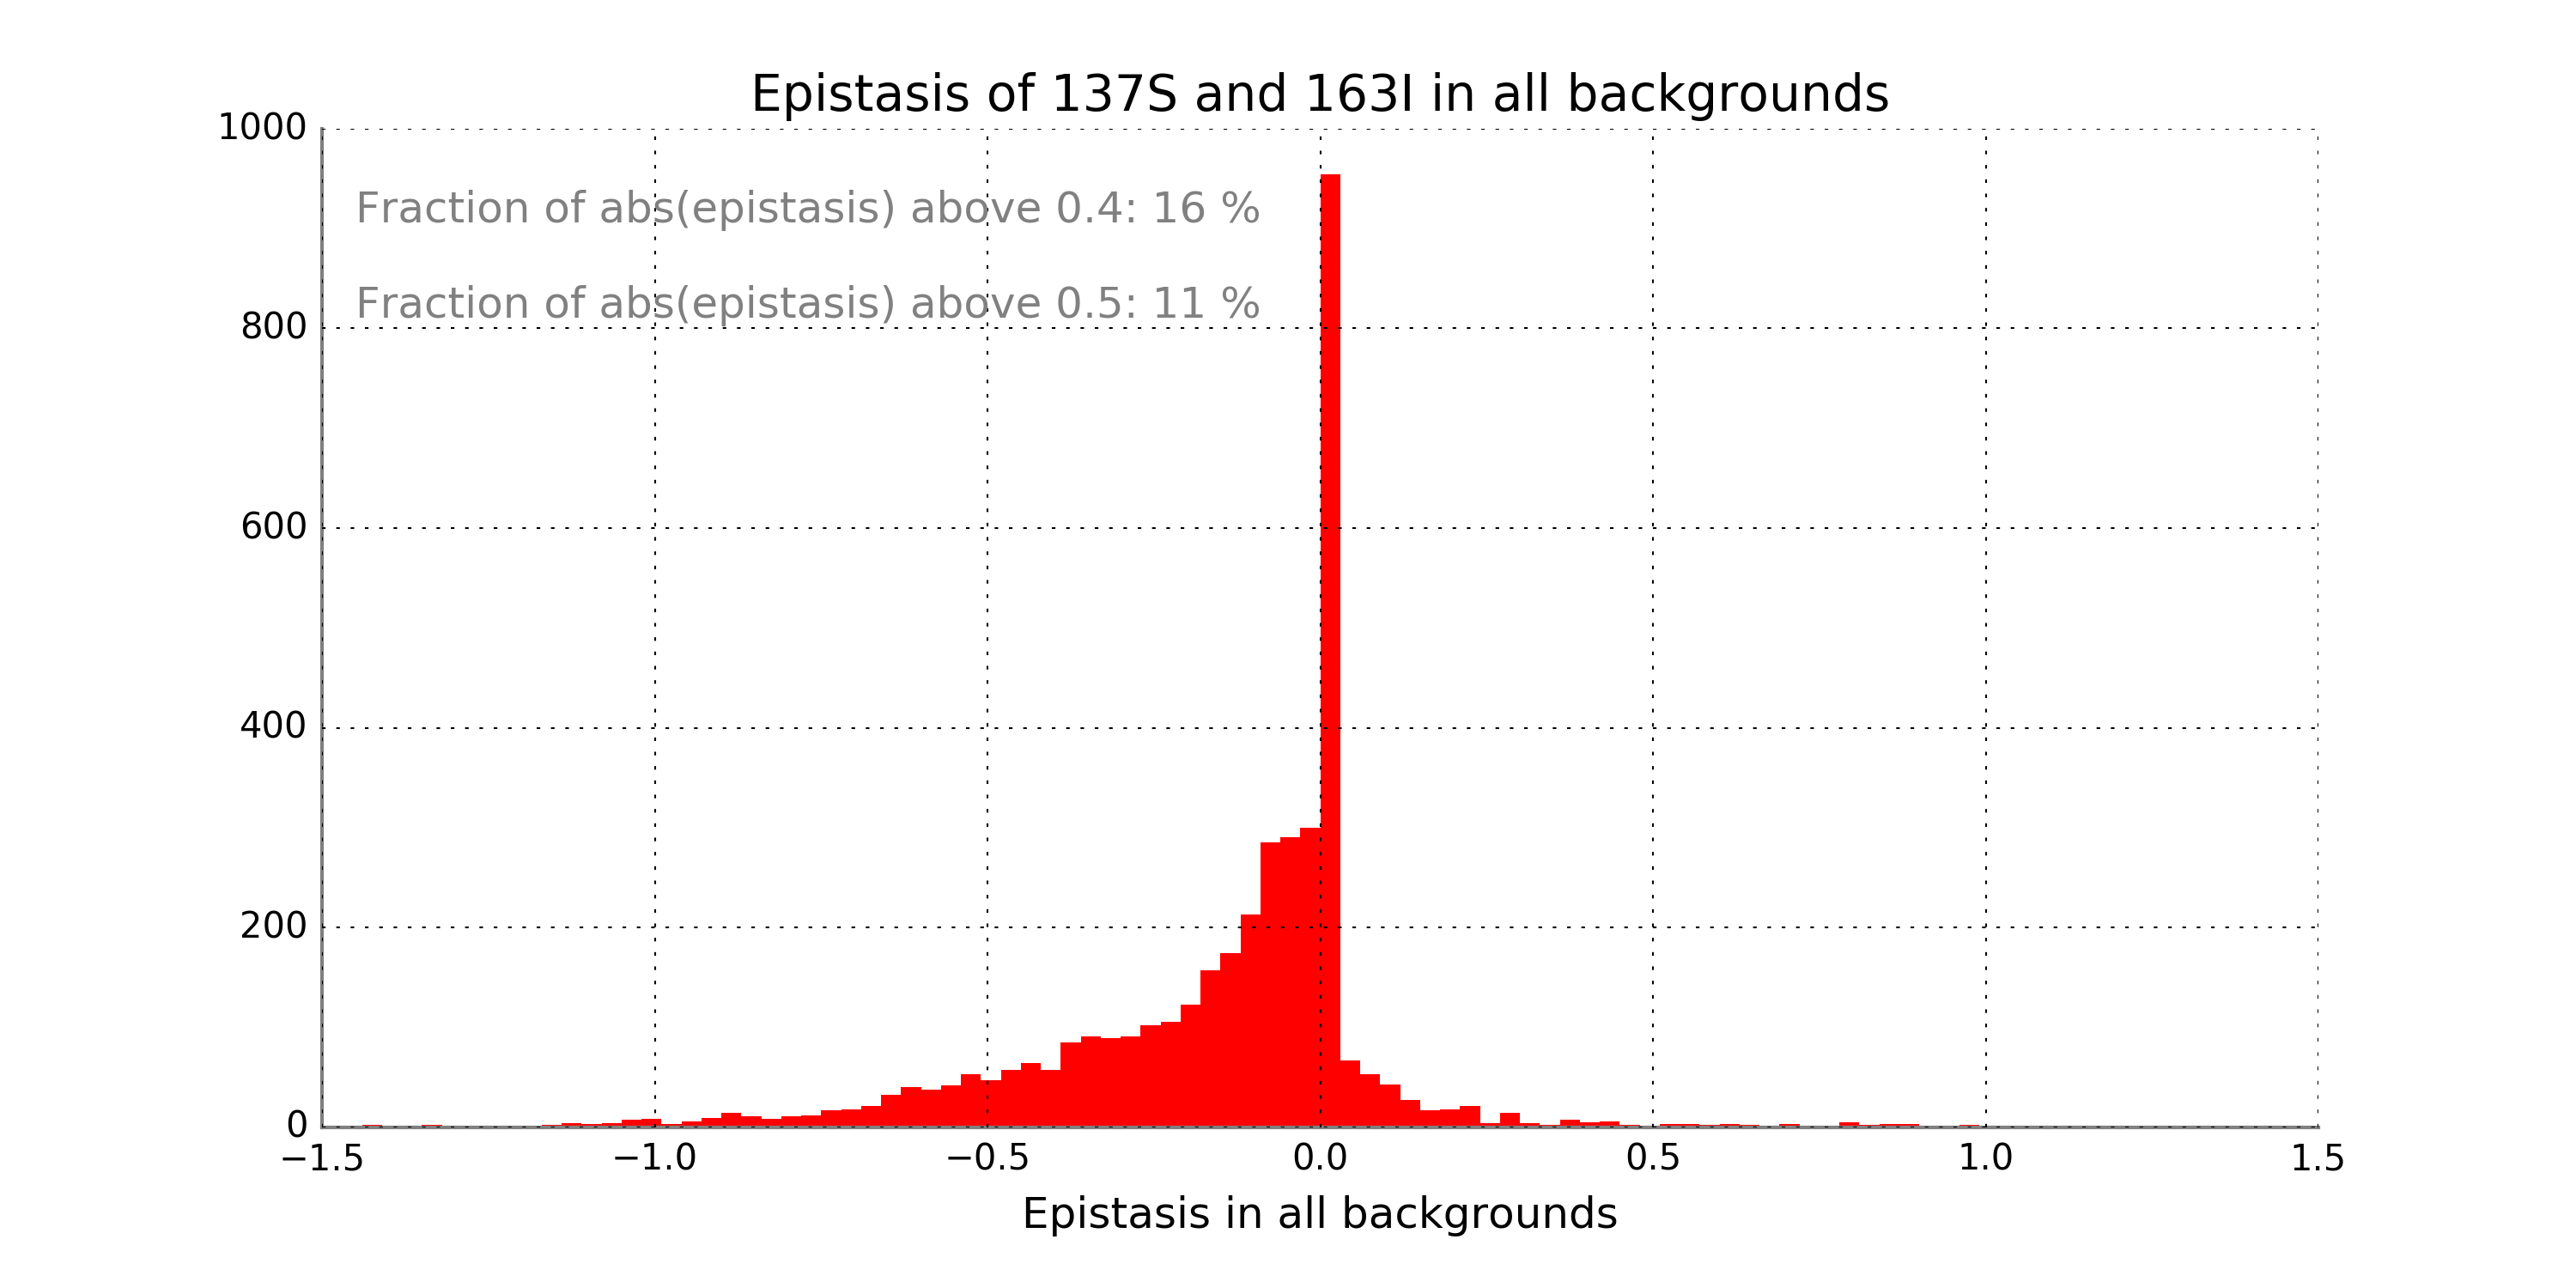 Epistasis of 137S and 163I in all backgrounds
1000
Fraction of abs(epistasis) above 0.4: 16 %
Fraction of abs(epistasis) above 0.5: 11 %
800
600
400
200
0
−1.5 −1.0 −0.5 0.0 0.5 1.0 1.5
Epistasis in all backgrounds